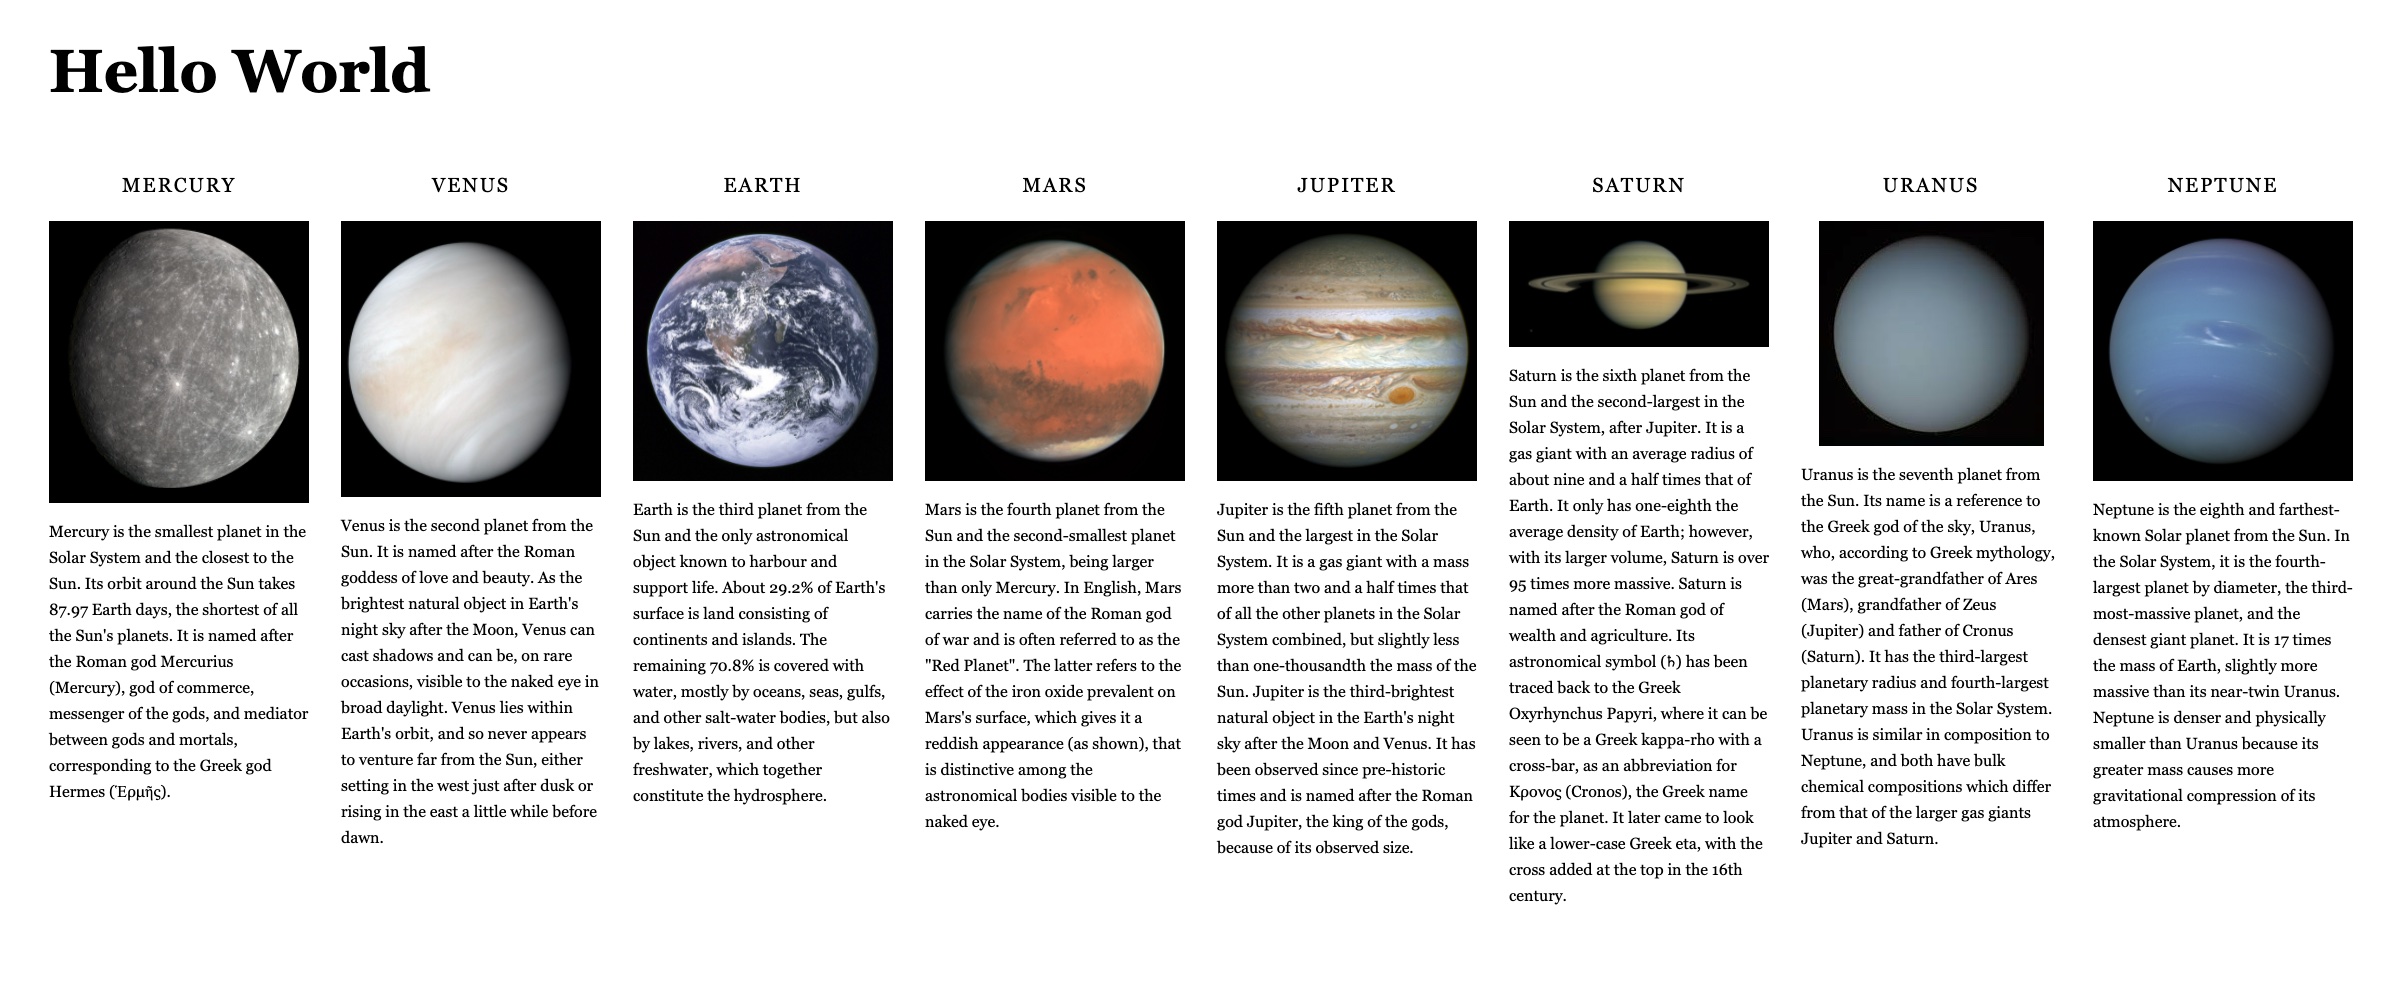 Hello World
MERCURY
Mercury is the smallest planet in the
Solar System and the closest to the
Sun. Its orbit around the Sun takes
87.97 Earth days, the shortest of all
the Sun's planets. It is named after
the Roman god Mercurius
(Mercury), god of commerce,
messenger of the gods, and mediator
between gods and mortals,
corresponding to the Greek god
Hermes (Ἑρμῆς).
VENUS
Venus is the second planet from the
Sun. It is named after the Roman
goddess of love and beauty. As the
brightest natural object in Earth's
night sky after the Moon, Venus can
cast shadows and can be, on rare
occasions, visible to the naked eye in
broad daylight. Venus lies within
Earth's orbit, and so never appears
to venture far from the Sun, either
setting in the west just after dusk or
rising in the east a little while before
dawn.
EARTH
Earth is the third planet from the
Sun and the only astronomical
object known to harbour and
support life. About 29.2% of Earth's
surface is land consisting of
continents and islands. The
remaining 70.8% is covered with
water, mostly by oceans, seas, gulfs,
and other salt-water bodies, but also
by lakes, rivers, and other
freshwater, which together
constitute the hydrosphere.
MARS
Mars is the fourth planet from the
Sun and the second-smallest planet
in the Solar System, being larger
than only Mercury. In English, Mars
carries the name of the Roman god
of war and is often referred to as the
"Red Planet". The latter refers to the
effect of the iron oxide prevalent on
Mars's surface, which gives it a
reddish appearance (as shown), that
is distinctive among the
astronomical bodies visible to the
naked eye.
JUPITER
Jupiter is the fifth planet from the
Sun and the largest in the Solar
System. It is a gas giant with a mass
more than two and a half times that
of all the other planets in the Solar
System combined, but slightly less
than one-thousandth the mass of the
Sun. Jupiter is the third-brightest
natural object in the Earth's night
sky after the Moon and Venus. It has
been observed since pre-historic
times and is named after the Roman
god Jupiter, the king of the gods,
because of its observed size.
SATURN
Saturn is the sixth planet from the
Sun and the second-largest in the
Solar System, after Jupiter. It is a
gas giant with an average radius of
about nine and a half times that of
Earth. It only has one-eighth the
average density of Earth; however,
with its larger volume, Saturn is over
95 times more massive. Saturn is
named after the Roman god of
wealth and agriculture. Its
astronomical symbol (♄) has been
traced back to the Greek
Oxyrhynchus Papyri, where it can be
seen to be a Greek kappa-rho with a
cross-bar, as an abbreviation for
Κρονος (Cronos), the Greek name
for the planet. It later came to look
like a lower-case Greek eta, with the
cross added at the top in the 16th
century.
URANUS
Uranus is the seventh planet from
the Sun. Its name is a reference to
the Greek god of the sky, Uranus,
who, according to Greek mythology,
was the great-grandfather of Ares
(Mars), grandfather of Zeus
(Jupiter) and father of Cronus
(Saturn). It has the third-largest
planetary radius and fourth-largest
planetary mass in the Solar System.
Uranus is similar in composition to
Neptune, and both have bulk
chemical compositions which differ
from that of the larger gas giants
Jupiter and Saturn.
NEPTUNE
Neptune is the eighth and farthest-
known Solar planet from the Sun. In
the Solar System, it is the fourth-
largest planet by diameter, the third-
most-massive planet, and the
densest giant planet. It is 17 times
the mass of Earth, slightly more
massive than its near-twin Uranus.
Neptune is denser and physically
smaller than Uranus because its
greater mass causes more
gravitational compression of its
atmosphere.